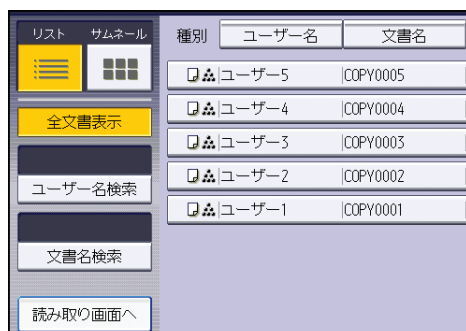 リスト サムネール
種別 ユーザー名 文書名
ユーザー5 COPY0005
全文書表示
ユーザー4 COPY0004
ユーザー3 COPY0003
ユーザー2 COPY0002
ユーザー名検索
ユーザー1 COPY0001
文書名検索
読み取り画面へ